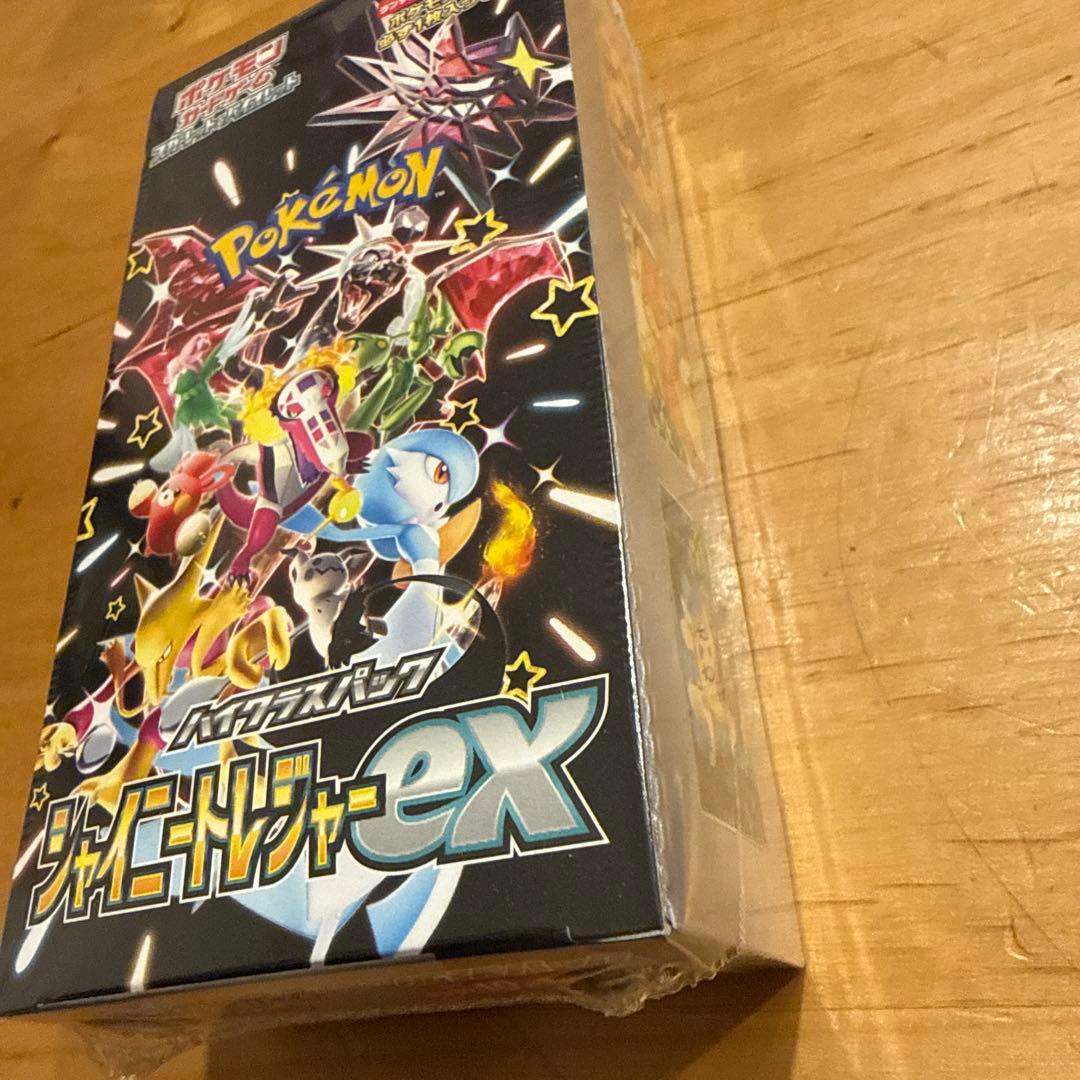 ポケモン
カードゲーム
スカーレット&バイオレット
POKéMON
TM
ハイクラスパック
シャイニートレジャーex